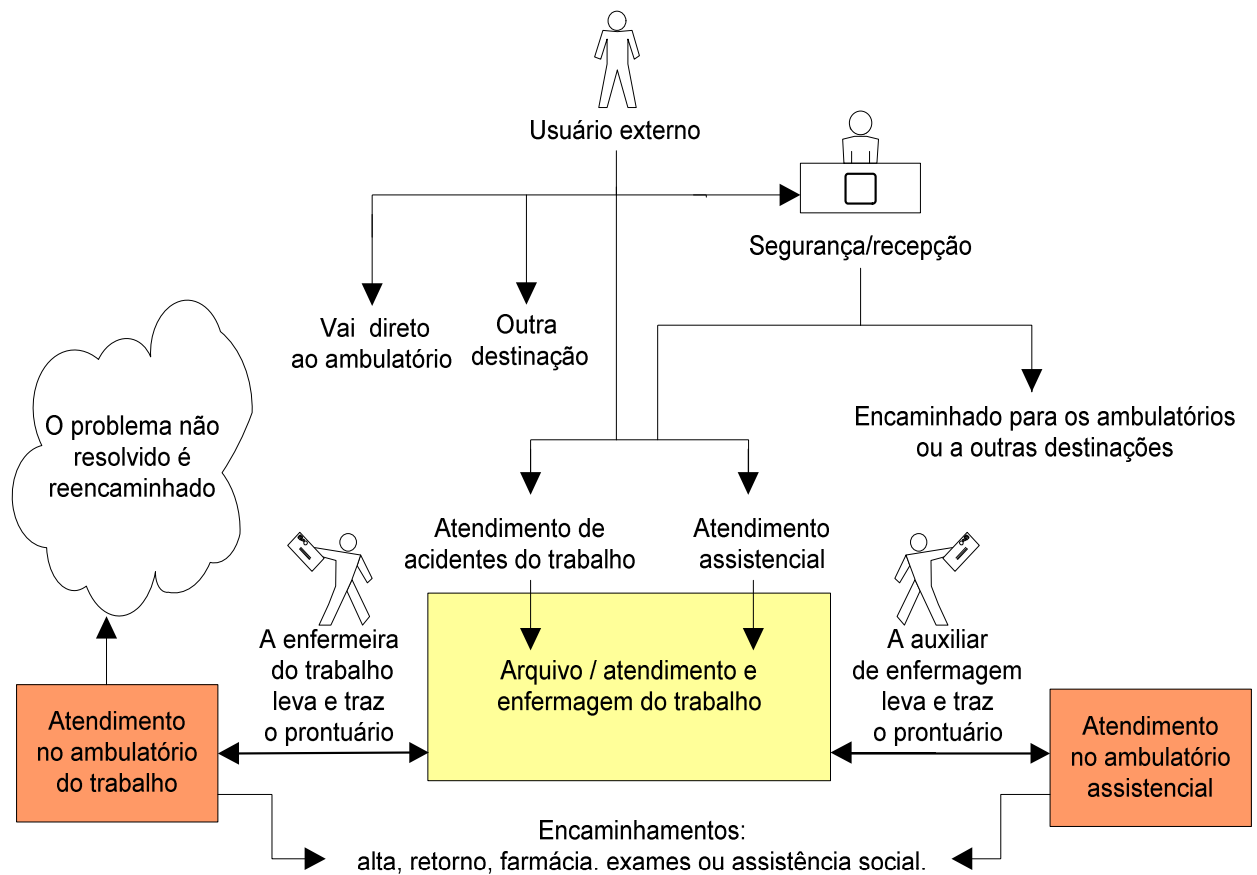 Usuário externo
Segurança/recepção
Vai direto
ao ambulatório
Outra
destinação
O problema não
resolvido é
reencaminhado
Encaminhado para os ambulatórios
ou a outras destinações
Atendimento de
acidentes do trabalho
Atendimento
assistencial
A enfermeira
do trabalho
leva e traz
o prontuário
Arquivo / atendimento e
enfermagem do trabalho
A auxiliar
de enfermagem
leva e traz
o prontuário
Atendimento
no ambulatório
do trabalho
Atendimento
no ambulatório
assistencial
Encaminhamentos:
alta, retorno, farmácia. exames ou assistência social.